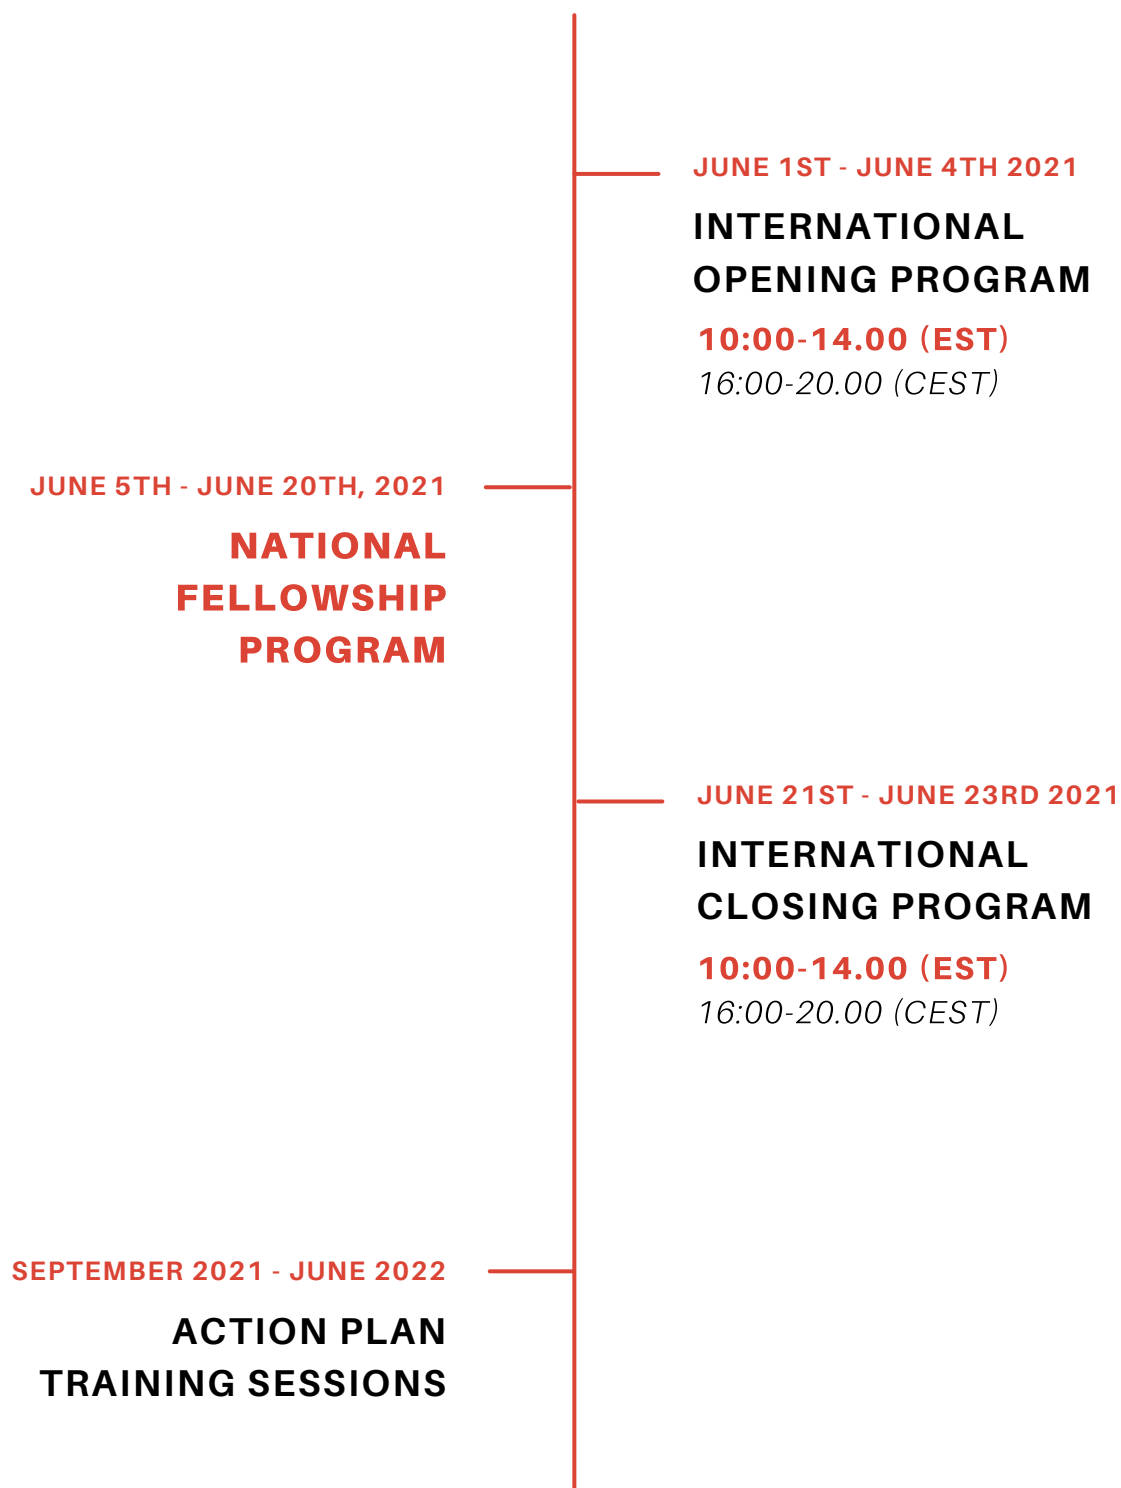 JUNE 1ST - JUNE 4TH 2021
INTERNATIONAL
OPENING PROGRAM
10:00-14.00 (EST)
16:00-20.00 (CEST)
JUNE 5TH - JUNE 20TH, 2021
NATIONAL
FELLOWSHIP
PROGRAM
JUNE 21ST - JUNE 23RD 2021
INTERNATIONAL
CLOSING PROGRAM
10:00-14.00 (EST)
16:00-20.00 (CEST)
SEPTEMBER 2021 - JUNE 2022
ACTION PLAN
TRAINING SESSIONS